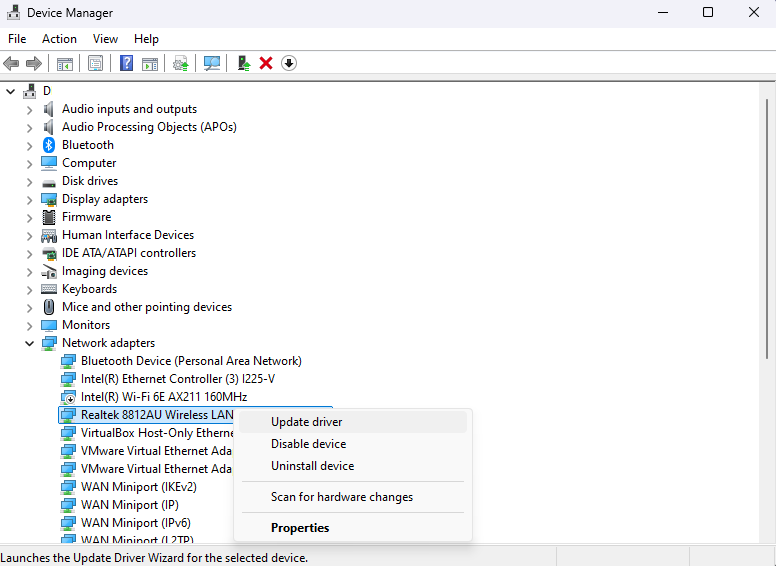 Device Manager
File Action View Help
D
Audio inputs and outputs
Audio Processing Objects (APOs)
Bluetooth
Computer
Disk drives
Display adapters
Firmware
Human Interface Devices
IDE ATA/ATAPI controllers
Imaging devices
Keyboards
Mice and other pointing devices
Monitors
Network adapters
Bluetooth Device (Personal Area Network)
Intel(R) Ethernet Controller (3) I225-V
Intel(R) Wi-Fi 6E AX211 160MHz
Realtek 8812AU Wireless LAN
VirtualBox Host-Only Etherne
VMware Virtual Ethernet Ada
VMware Virtual Ethernet Ada
WAN Miniport (IKEv2)
WAN Miniport (IP)
WAN Miniport (IPv6)
WAN Miniport (L2TP)
Update driver
Disable device
Uninstall device
Scan for hardware changes
Properties
Launches the Update Driver Wizard for the selected device.